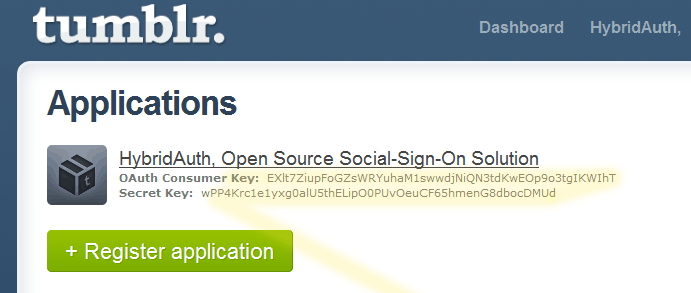 tumblr.
Dashboard HybridAuth,
Applications
HybridAuth, Open Source Social-Sign-On Solution
OAuth Consumer Key: EXlt7ZiupFoGZsWRYuhaM1swwdjNiQN3tdKwEOp9o3tgIKWIhT
Secret Key: wPP4Krc1e1yxg0alU5thELipO0PUvOeuCF65hmenG8dbocDMUd
+ Register application